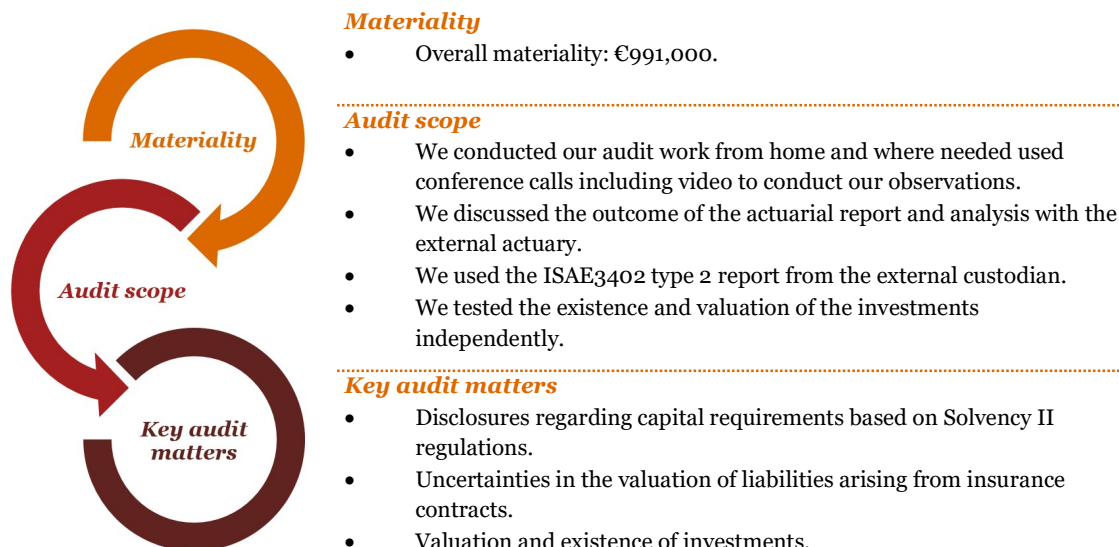 Materiality
Audit scope
Key audit
matters
Materiality
• Overall materiality: €991,000.
Audit scope
• We conducted our audit work from home and where needed used
conference calls including video to conduct our observations.
• We discussed the outcome of the actuarial report and analysis with the
external actuary.
• We used the ISAE3402 type 2 report from the external custodian.
• We tested the existence and valuation of the investments
independently.
Key audit matters
• Disclosures regarding capital requirements based on Solvency II
regulations.
• Uncertainties in the valuation of liabilities arising from insurance
contracts.
• Valuation and existence of investments.